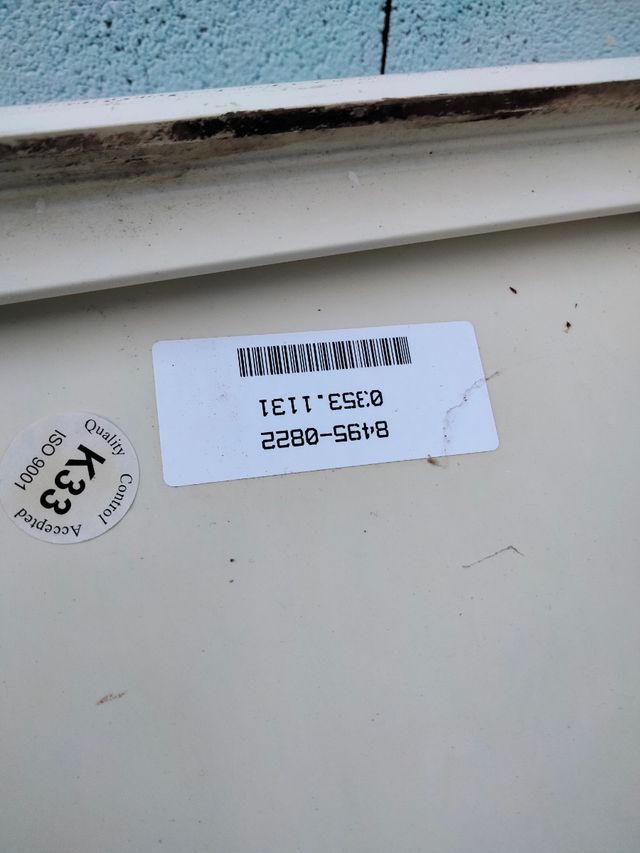 8495-0822
0353.1131
Quality Control
ISO 9001
K33
Accepted